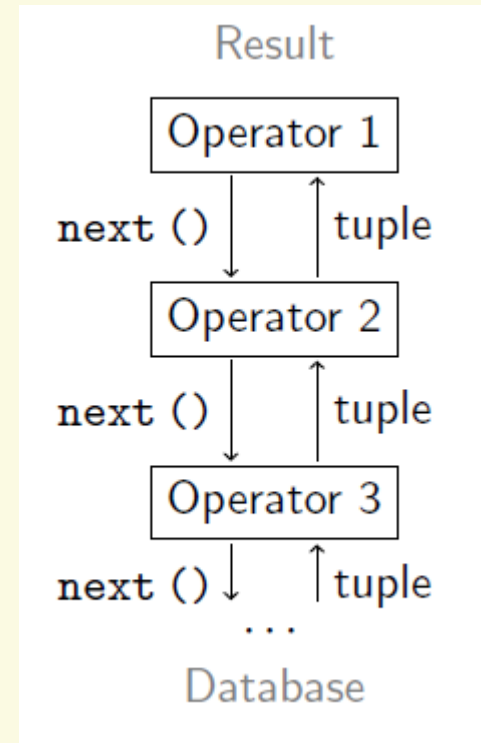 Result
Operator 1
next () tuple
Operator 2
next () tuple
Operator 3
next () tuple
...
Database